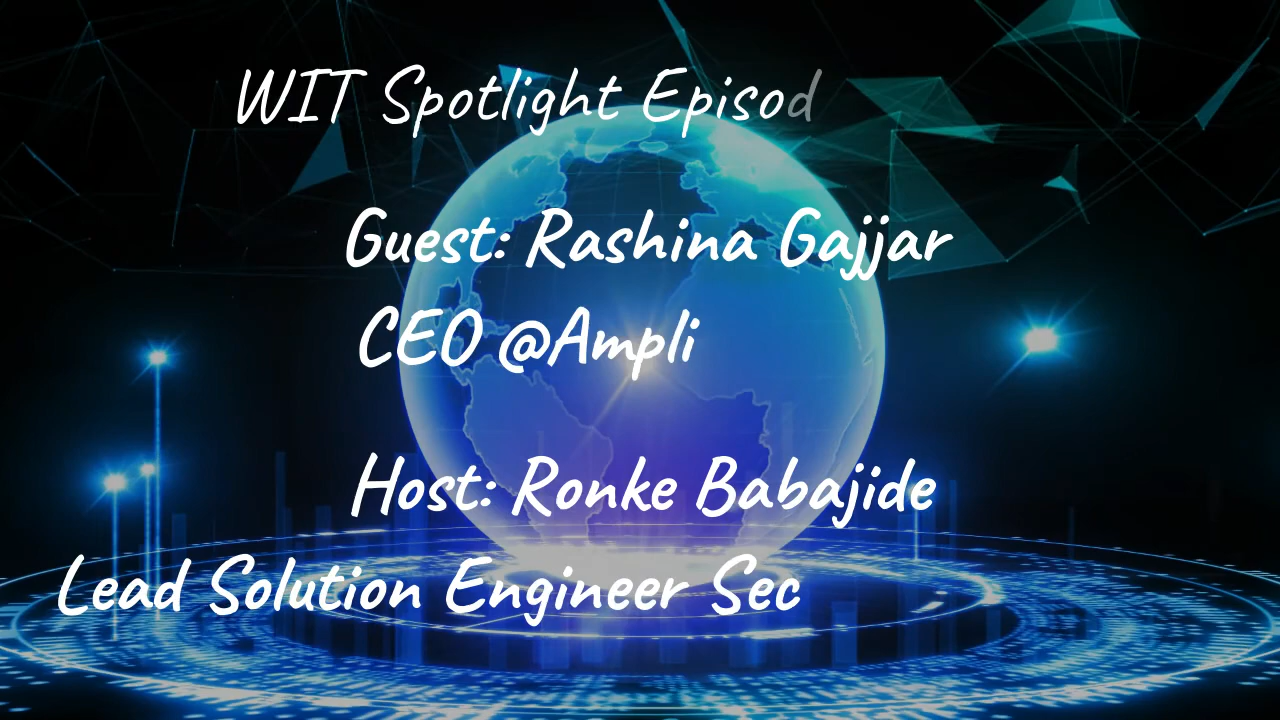 WIT Spotlight Episod
Guest: Rashina Gajjar
CEO @Ampli
Host: Ronke Babajide
Lead Solution Engineer Sec